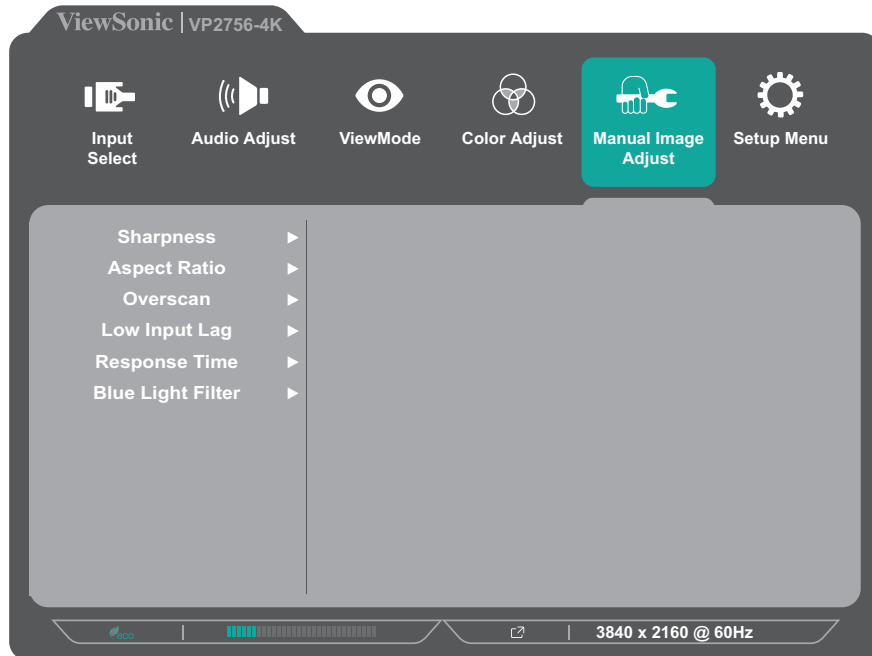 ViewSonic | VP2756-4K
Input
Select
Audio Adjust
ViewMode
Color Adjust
Manual Image
Adjust
Setup Menu
Sharpness
Aspect Ratio
Overscan
Low Input Lag
Response Time
Blue Light Filter
eco
3840 x 2160 @ 60Hz